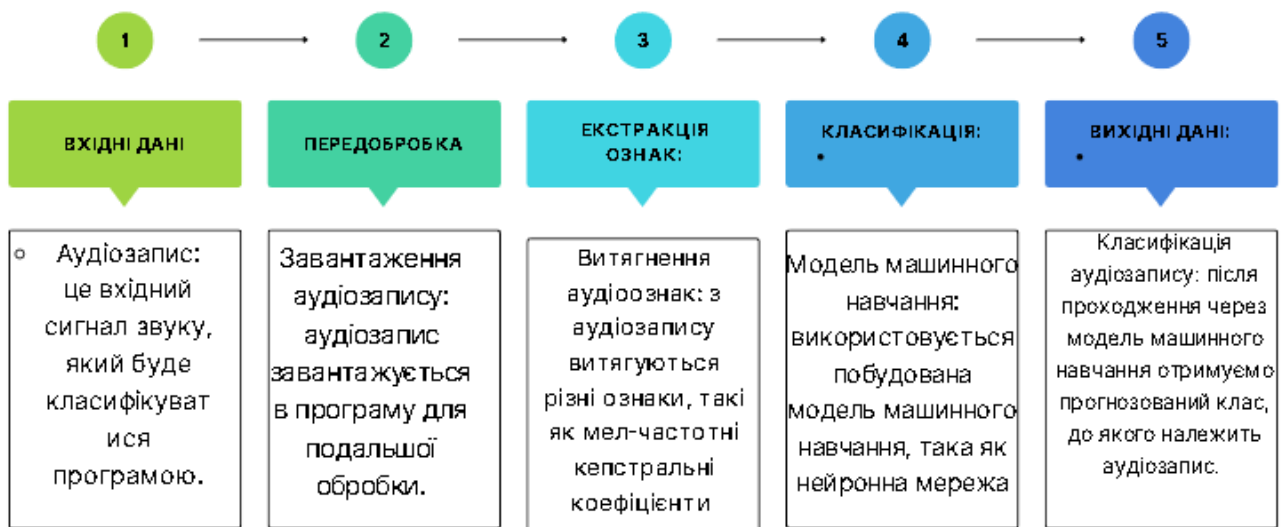 1
2
3
4
5
ВХІДНІ ДАНІ
ПЕРЕДОБРОБКА
ЕКСТРАКЦІЯ
ОЗНАК:
КЛАСИФІКАЦІЯ:
•
ВИХІДНІ ДАНІ:
•
○ Аудіозапис:
це вхідний
сигнал звуку,
який буде
класифікуват
ися
програмою.
Завантаження
аудіозапису:
аудіозапис
завантажується
в програму для
подальшої
обробки.
Витягнення
аудіоознак: з
аудіозапису
витягуються
різні ознаки, такі
як мел-частотні
кепстральні
коефіцієнти
Модель машинного
навчання:
використовується
побудована
модель машинного
навчання, така як
нейронна мережа
Класифікація
аудіозапису: після
проходження через
модель машинного
навчання отримуємо
прогнозований клас,
до якого належить
аудіозапис.